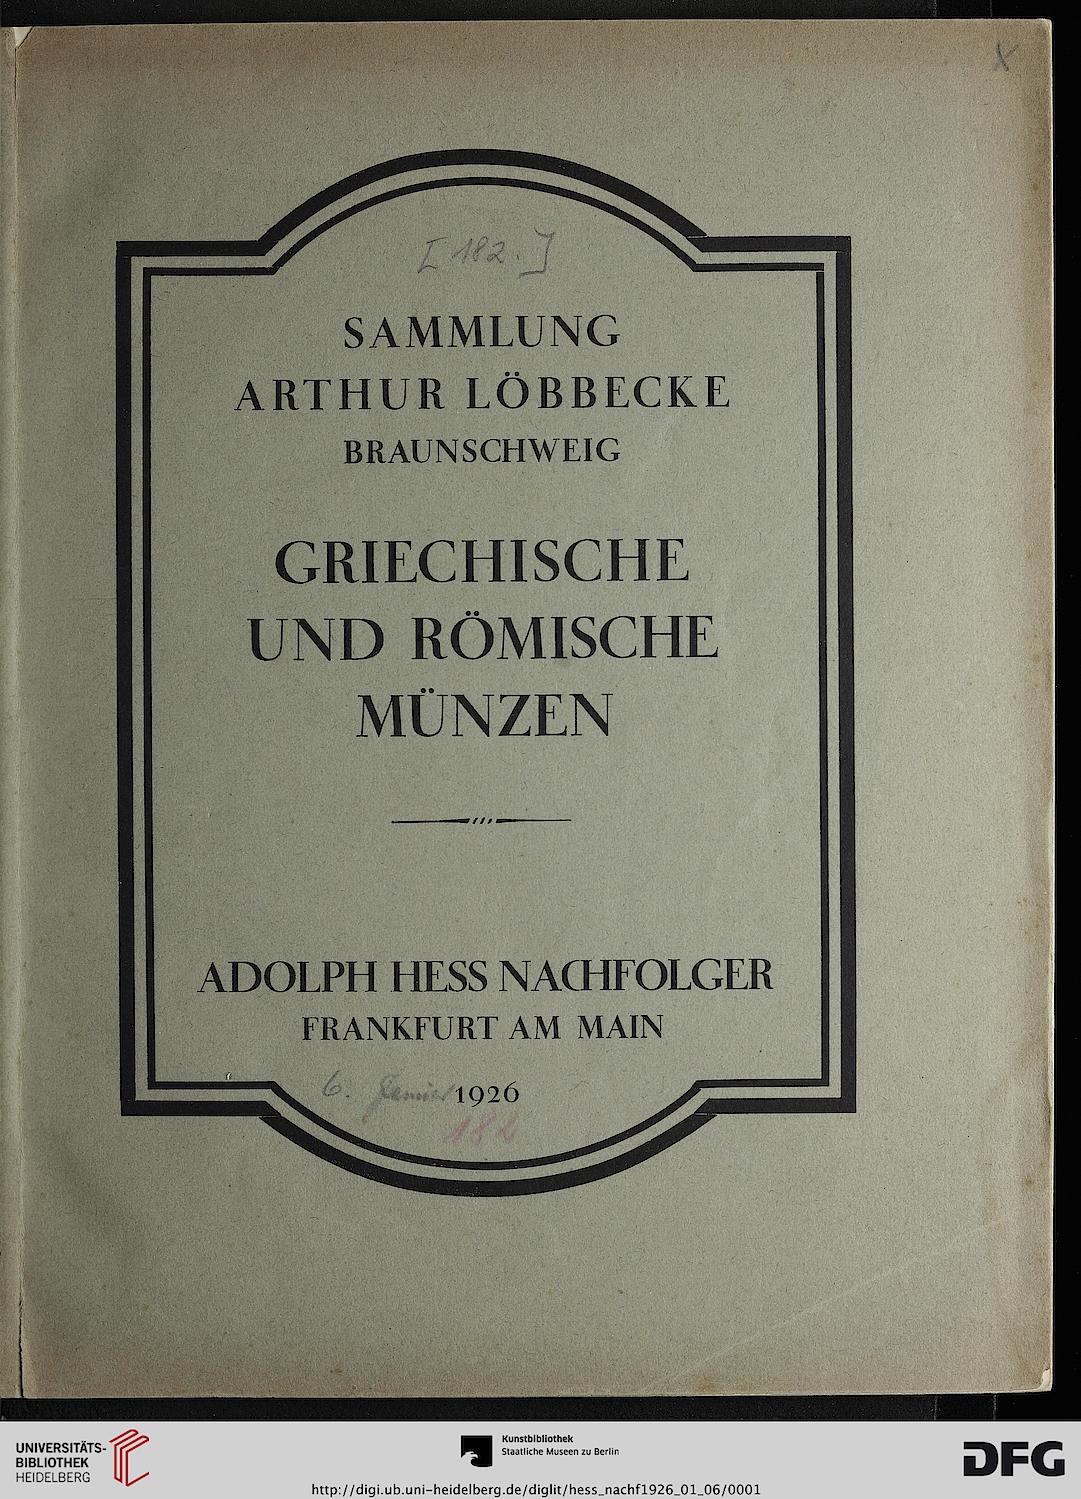 X
[182.]
SAMMLUNG
ARTHUR LÖBBECKE
BRAUNSCHWEIG
GRIECHISCHE
UND RÖMISCHE
MÜNZEN
ADOLPH HESS NACHFOLGER
FRANKFURT AM MAIN
6. Januar 1926
182
UNIVERSITÄTS-
BIBLIOTHEK
HEIDELBERG
Kunstbibliothek
Staatliche Museen zu Berlin
DFG
http://digi.ub.uni-heidelberg.de/diglit/hess_nachf1926_01_06/0001